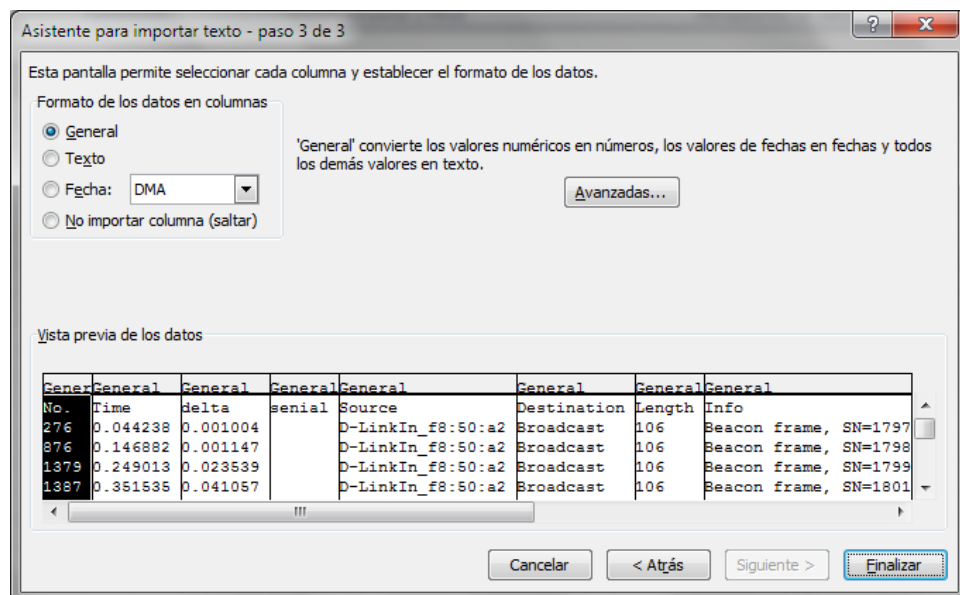 Asistente para importar texto - paso 3 de 3
Esta pantalla permite seleccionar cada columna y establecer el formato de los datos.
Formato de los datos en columnas
General
Texto
Fecha: DMA
No importar columna (saltar)
'General' convierte los valores numéricos en números, los valores de fechas en fechas y todos
los demás valores en texto.
Avanzadas...
Vista previa de los datos
Gener General General General General General General General
No. Time delta senial Source Destination Length Info
276 0.044238 0.001004 D-LinkIn_f8:50:a2 Broadcast 106 Beacon frame, SN=1797
876 0.146882 0.001147 D-LinkIn_f8:50:a2 Broadcast 106 Beacon frame, SN=1798
1379 0.249013 0.023539 D-LinkIn_f8:50:a2 Broadcast 106 Beacon frame, SN=1799
1387 0.351535 0.041057 D-LinkIn_f8:50:a2 Broadcast 106 Beacon frame, SN=1801
Cancelar < Atrás Siguiente > Finalizar